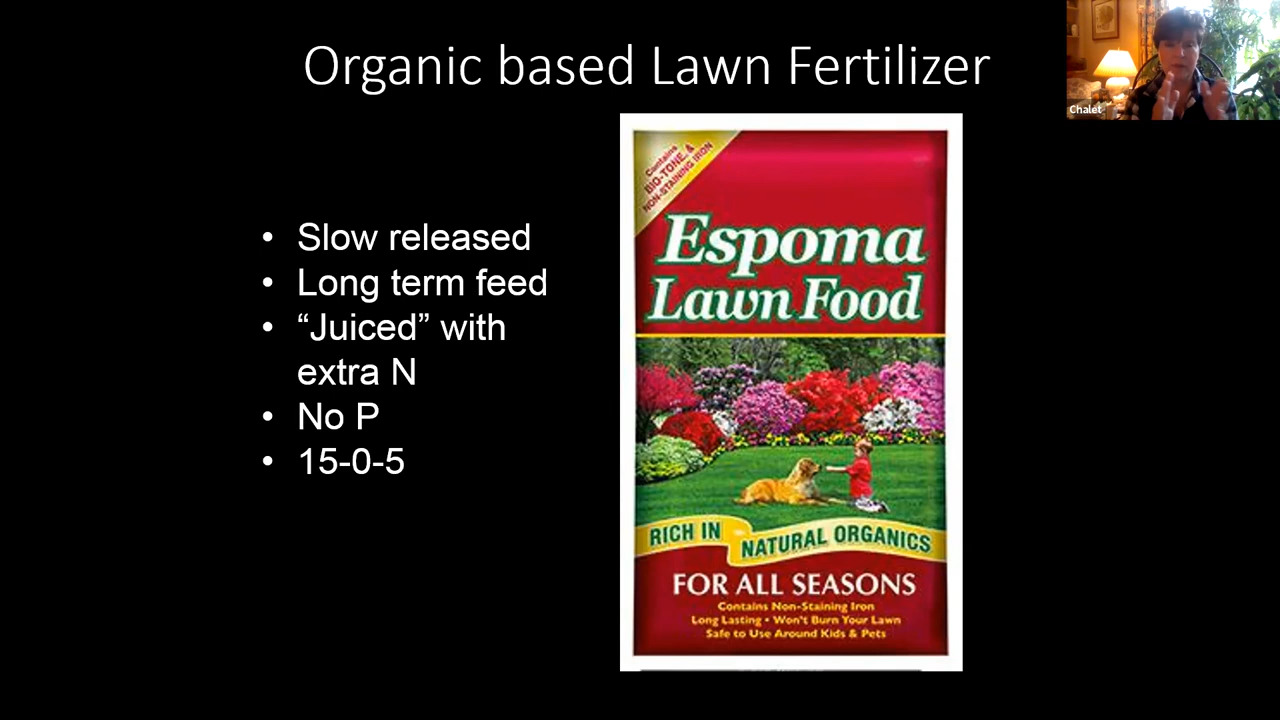 Organic based Lawn Fertilizer
Chalet
• Slow released
• Long term feed
• “Juiced” with
extra N
• No P
• 15-0-5
Contains
BIO-TONE, &
NON-STAINING IRON
Espoma
Lawn Food
RICH IN NATURAL ORGANICS
FOR ALL SEASONS
Contains Non-Staining Iron
Long Lasting • Won't Burn Your Lawn
Safe to Use Around Kids & Pets